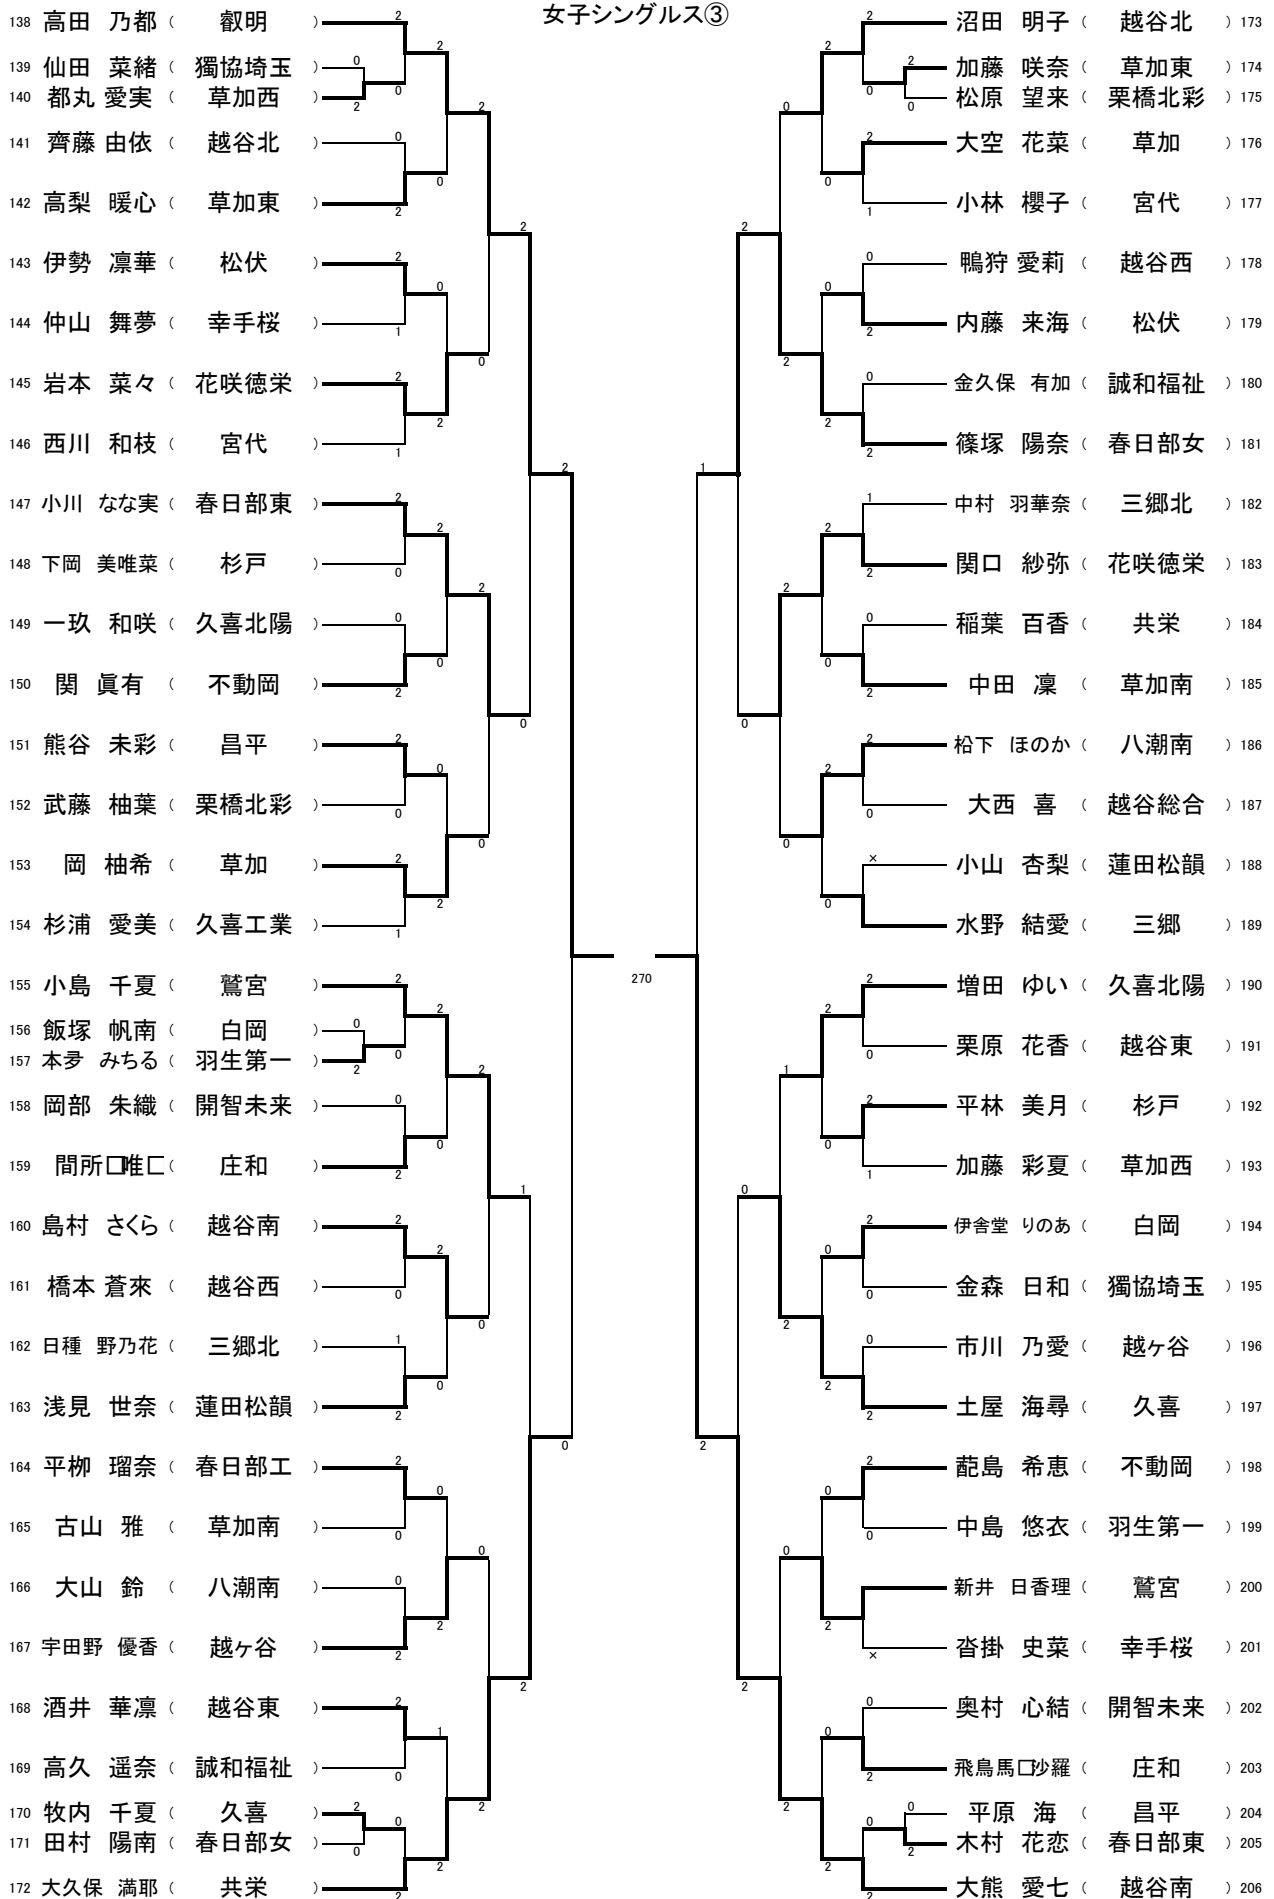 女子シングルス③
138 高田 乃都 ( 叡明 )
139 仙田 菜緒 ( 獨協埼玉 )
140 都丸 愛実 ( 草加西 )
141 齊藤 由依 ( 越谷北 )
142 高梨 暖心 ( 草加東 )
143 伊勢 凛華 ( 松伏 )
144 仲山 舞夢 ( 幸手桜 )
145 岩本 菜々 ( 花咲徳栄 )
146 西川 和枝 ( 宮代 )
147 小川 なな実 ( 春日部東 )
148 下岡 美唯菜 ( 杉戸 )
149 一玖 和咲 ( 久喜北陽 )
150 関 眞有 ( 不動岡 )
151 熊谷 未彩 ( 昌平 )
152 武藤 柚葉 ( 栗橋北彩 )
153 岡 柚希 ( 草加 )
154 杉浦 愛美 ( 久喜工業 )
155 小島 千夏 ( 鷲宮 )
156 飯塚 帆南 ( 白岡 )
157 本夛 みちる ( 羽生第一 )
158 岡部 朱織 ( 開智未来 )
159 間所□唯□ ( 庄和 )
160 島村 さくら ( 越谷南 )
161 橋本 蒼來 ( 越谷西 )
162 日種 野乃花 ( 三郷北 )
163 浅見 世奈 ( 蓮田松韻 )
164 平栁 瑠奈 ( 春日部工 )
165 古山 雅 ( 草加南 )
166 大山 鈴 ( 八潮南 )
167 宇田野 優香 ( 越ヶ谷 )
168 酒井 華凛 ( 越谷東 )
169 高久 遥奈 ( 誠和福祉 )
170 牧内 千夏 ( 久喜 )
171 田村 陽南 ( 春日部女 )
172 大久保 満耶 ( 共栄 )
270
沼田 明子 ( 越谷北 ) 173
加藤 咲奈 ( 草加東 ) 174
松原 望来 ( 栗橋北彩 ) 175
大空 花菜 ( 草加 ) 176
小林 櫻子 ( 宮代 ) 177
鴨狩 愛莉 ( 越谷西 ) 178
内藤 来海 ( 松伏 ) 179
金久保 有加 ( 誠和福祉 ) 180
篠塚 陽奈 ( 春日部女 ) 181
中村 羽華奈 ( 三郷北 ) 182
関口 紗弥 ( 花咲徳栄 ) 183
稲葉 百香 ( 共栄 ) 184
中田 凜 ( 草加南 ) 185
松下 ほのか ( 八潮南 ) 186
大西 喜 ( 越谷総合 ) 187
小山 杏梨 ( 蓮田松韻 ) 188
水野 結愛 ( 三郷 ) 189
増田 ゆい ( 久喜北陽 ) 190
栗原 花香 ( 越谷東 ) 191
平林 美月 ( 杉戸 ) 192
加藤 彩夏 ( 草加西 ) 193
伊舎堂 りのあ ( 白岡 ) 194
金森 日和 ( 獨協埼玉 ) 195
市川 乃愛 ( 越ヶ谷 ) 196
土屋 海尋 ( 久喜 ) 197
蓜島 希恵 ( 不動岡 ) 198
中島 悠衣 ( 羽生第一 ) 199
新井 日香理 ( 鷲宮 ) 200
沓掛 史菜 ( 幸手桜 ) 201
奥村 心結 ( 開智未来 ) 202
飛鳥馬□沙羅 ( 庄和 ) 203
平原 海 ( 昌平 ) 204
木村 花恋 ( 春日部東 ) 205
大熊 愛七 ( 越谷南 ) 206